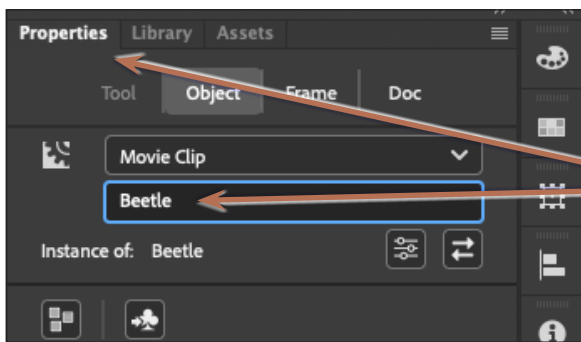 Properties Library Assets
Tool Object Frame Doc
Movie Clip
Beetle
Instance of: Beetle